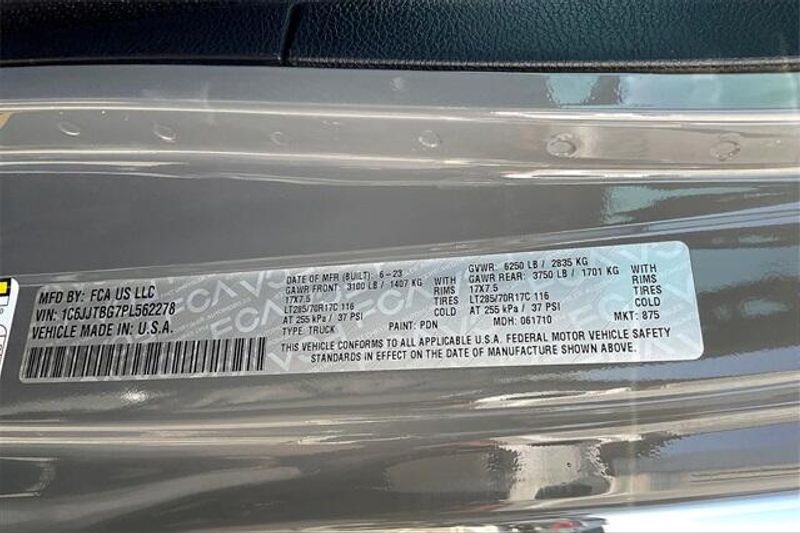 MFD BY: FCA US LLC
VIN: 1C6JJTBG7PL562278
VEHICLE MADE IN: U.S.A.
DATE OF MFR (BUILT): 6-23
GAWR FRONT: 3100 LB / 1407 KG WITH
17X7.5 RIMS
LT285/70R17C 116 TIRES
AT 255 kPa / 37 PSI COLD
TYPE: TRUCK PAINT: PDN
GVWR: 6250 LB / 2835 KG
GAWR REAR: 3750 LB / 1701 KG WITH
17X7.5 RIMS
LT285/70R17C 116 TIRES
AT 255 kPa / 37 PSI COLD
MDH: 061710 MKT: 875
THIS VEHICLE CONFORMS TO ALL APPLICABLE U.S.A. FEDERAL MOTOR VEHICLE SAFETY
STANDARDS IN EFFECT ON THE DATE OF MANUFACTURE SHOWN ABOVE.